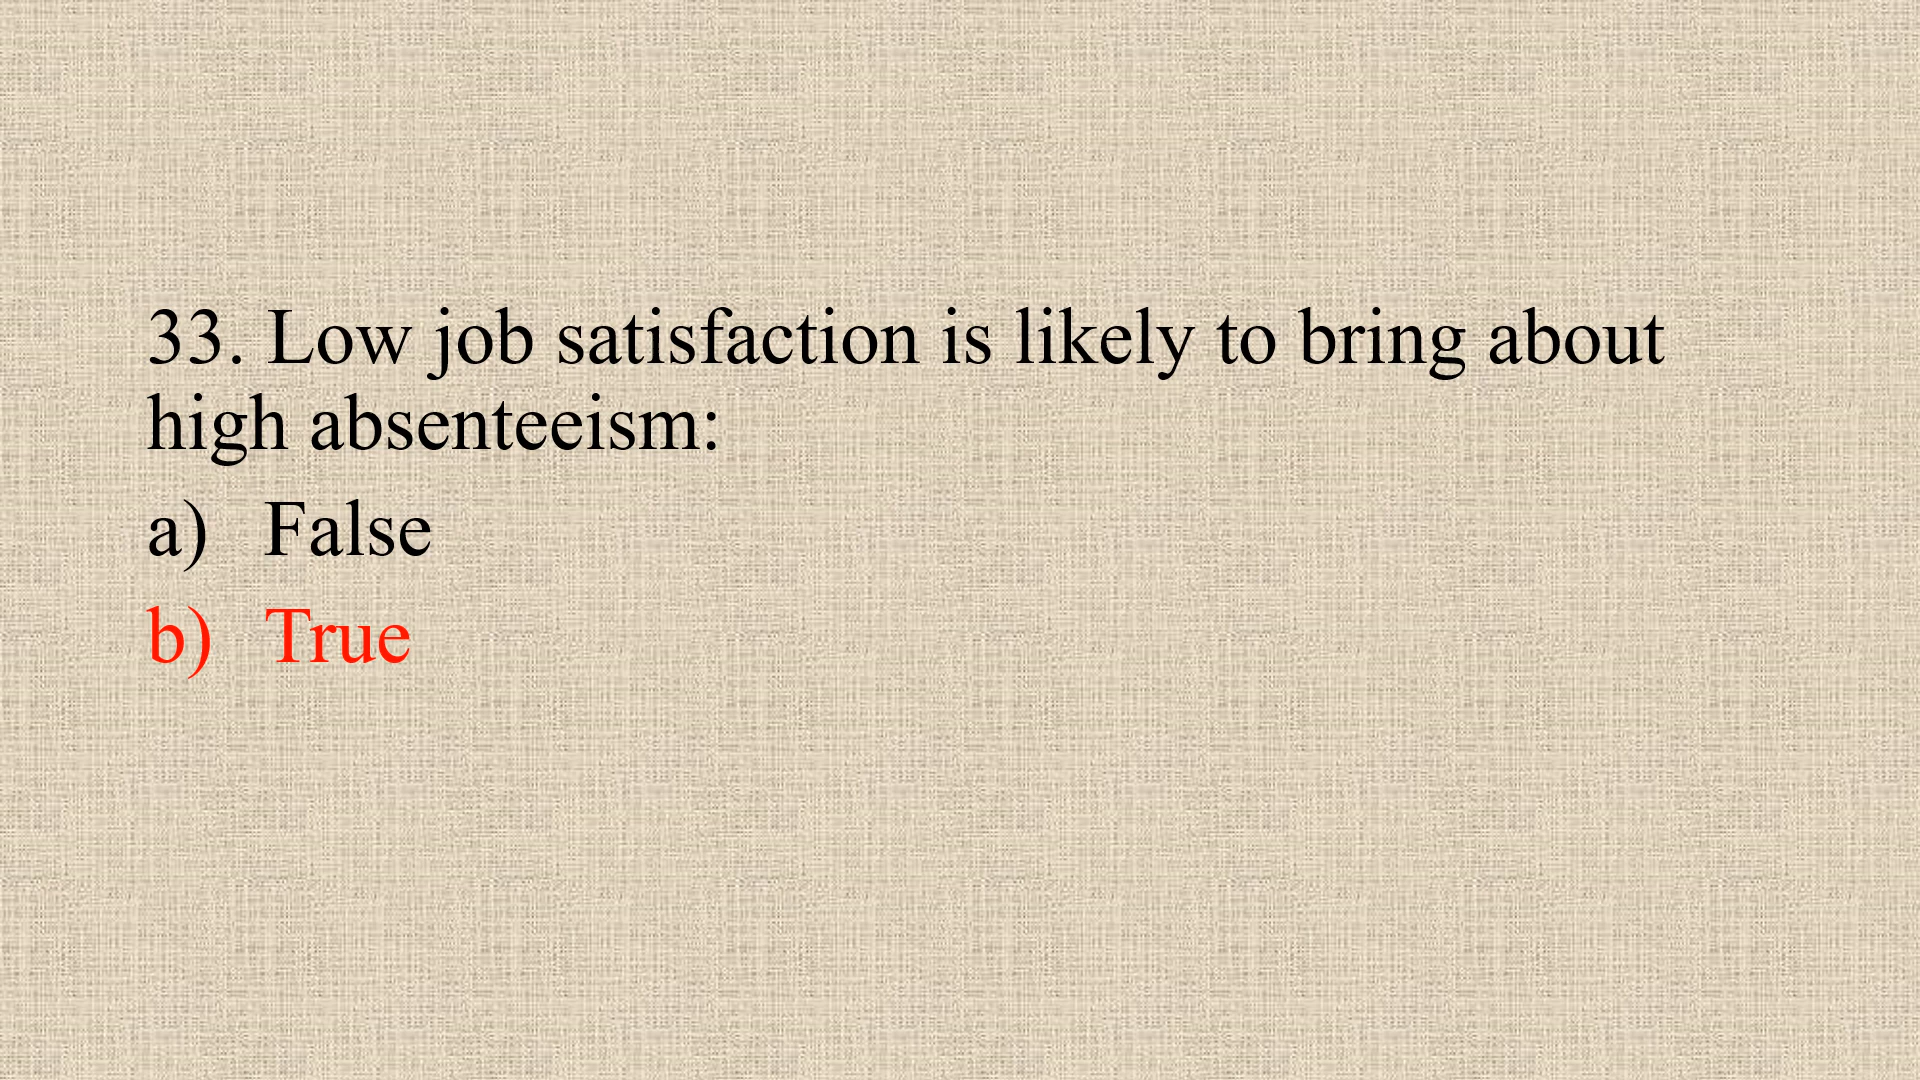 33. Low job satisfaction is likely to bring about
high absenteeism:
a) False
b) True